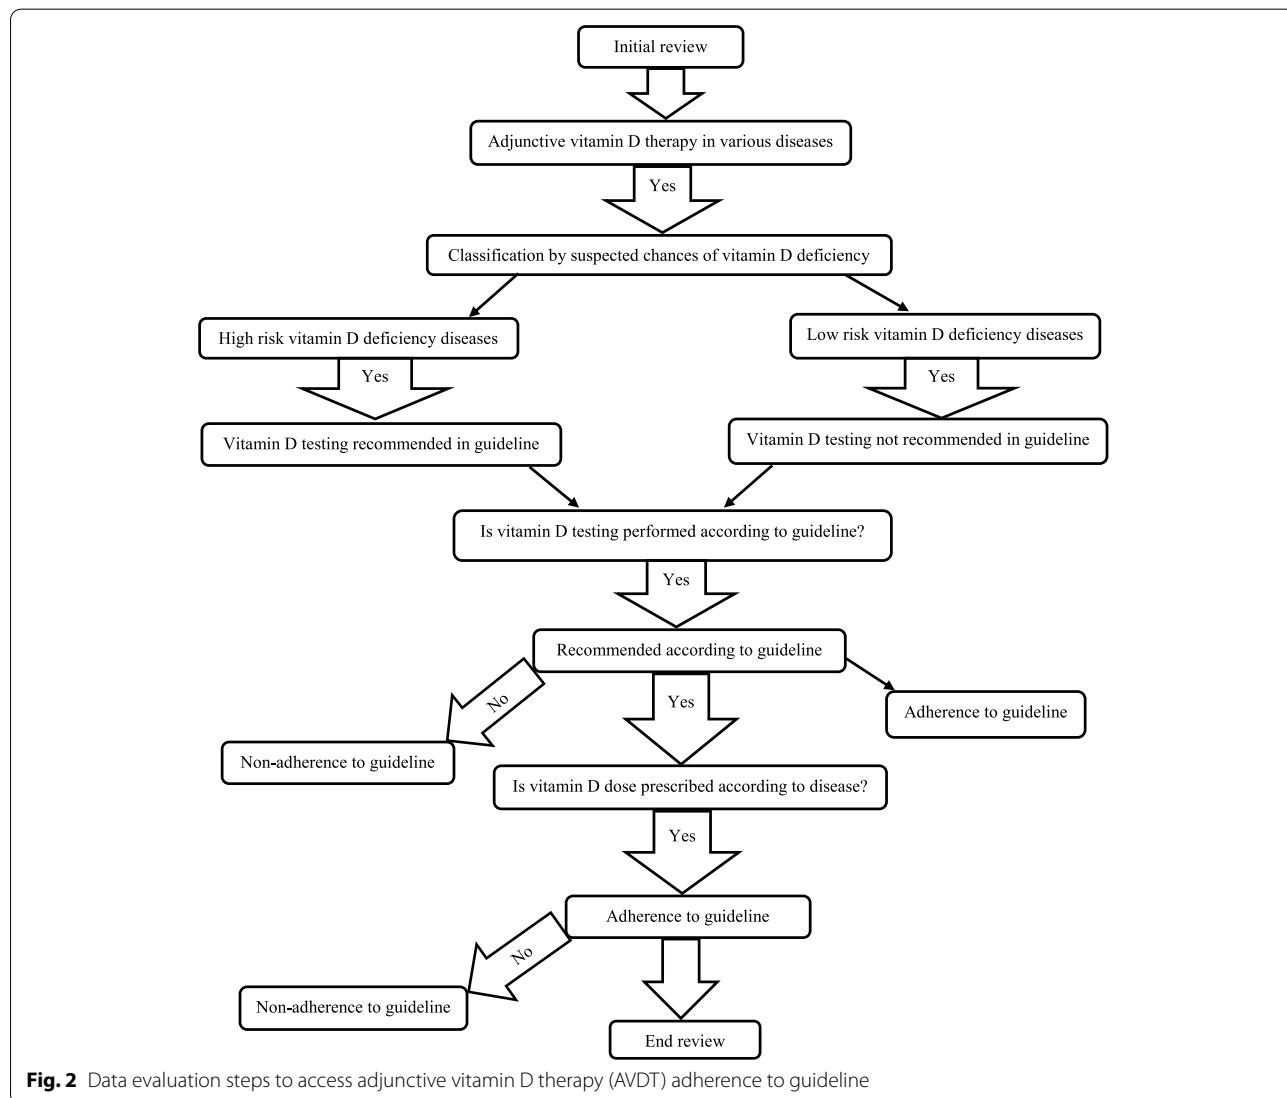 Initial review
Adjunctive vitamin D therapy in various diseases
Yes
Classification by suspected chances of vitamin D deficiency
High risk vitamin D deficiency diseases
Low risk vitamin D deficiency diseases
Yes
Yes
Vitamin D testing recommended in guideline
Vitamin D testing not recommended in guideline
Is vitamin D testing performed according to guideline?
Yes
Recommended according to guideline
No
Yes
Adherence to guideline
Non-adherence to guideline
Is vitamin D dose prescribed according to disease?
Yes
Adherence to guideline
No
Non-adherence to guideline
End review
Fig. 2 Data evaluation steps to access adjunctive vitamin D therapy (AVDT) adherence to guideline